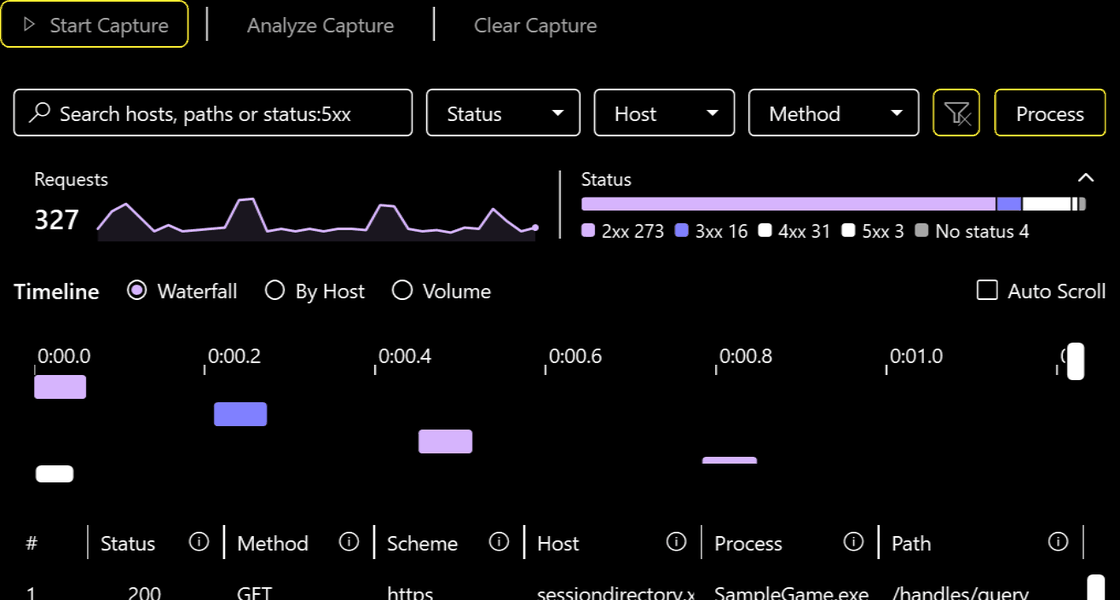 Start Capture Analyze Capture Clear Capture
Search hosts, paths or status:5xx Status Host Method Process
Requests
327
Status
2xx 273 3xx 16 4xx 31 5xx 3 No status 4
Timeline Waterfall By Host Volume Auto Scroll
0:00.0 0:00.2 0:00.4 0:00.6 0:00.8 0:01.0
# Status Method Scheme Host Process Path
1 200 GET https sessiondirectory.x SampleGame.exe /handles/query